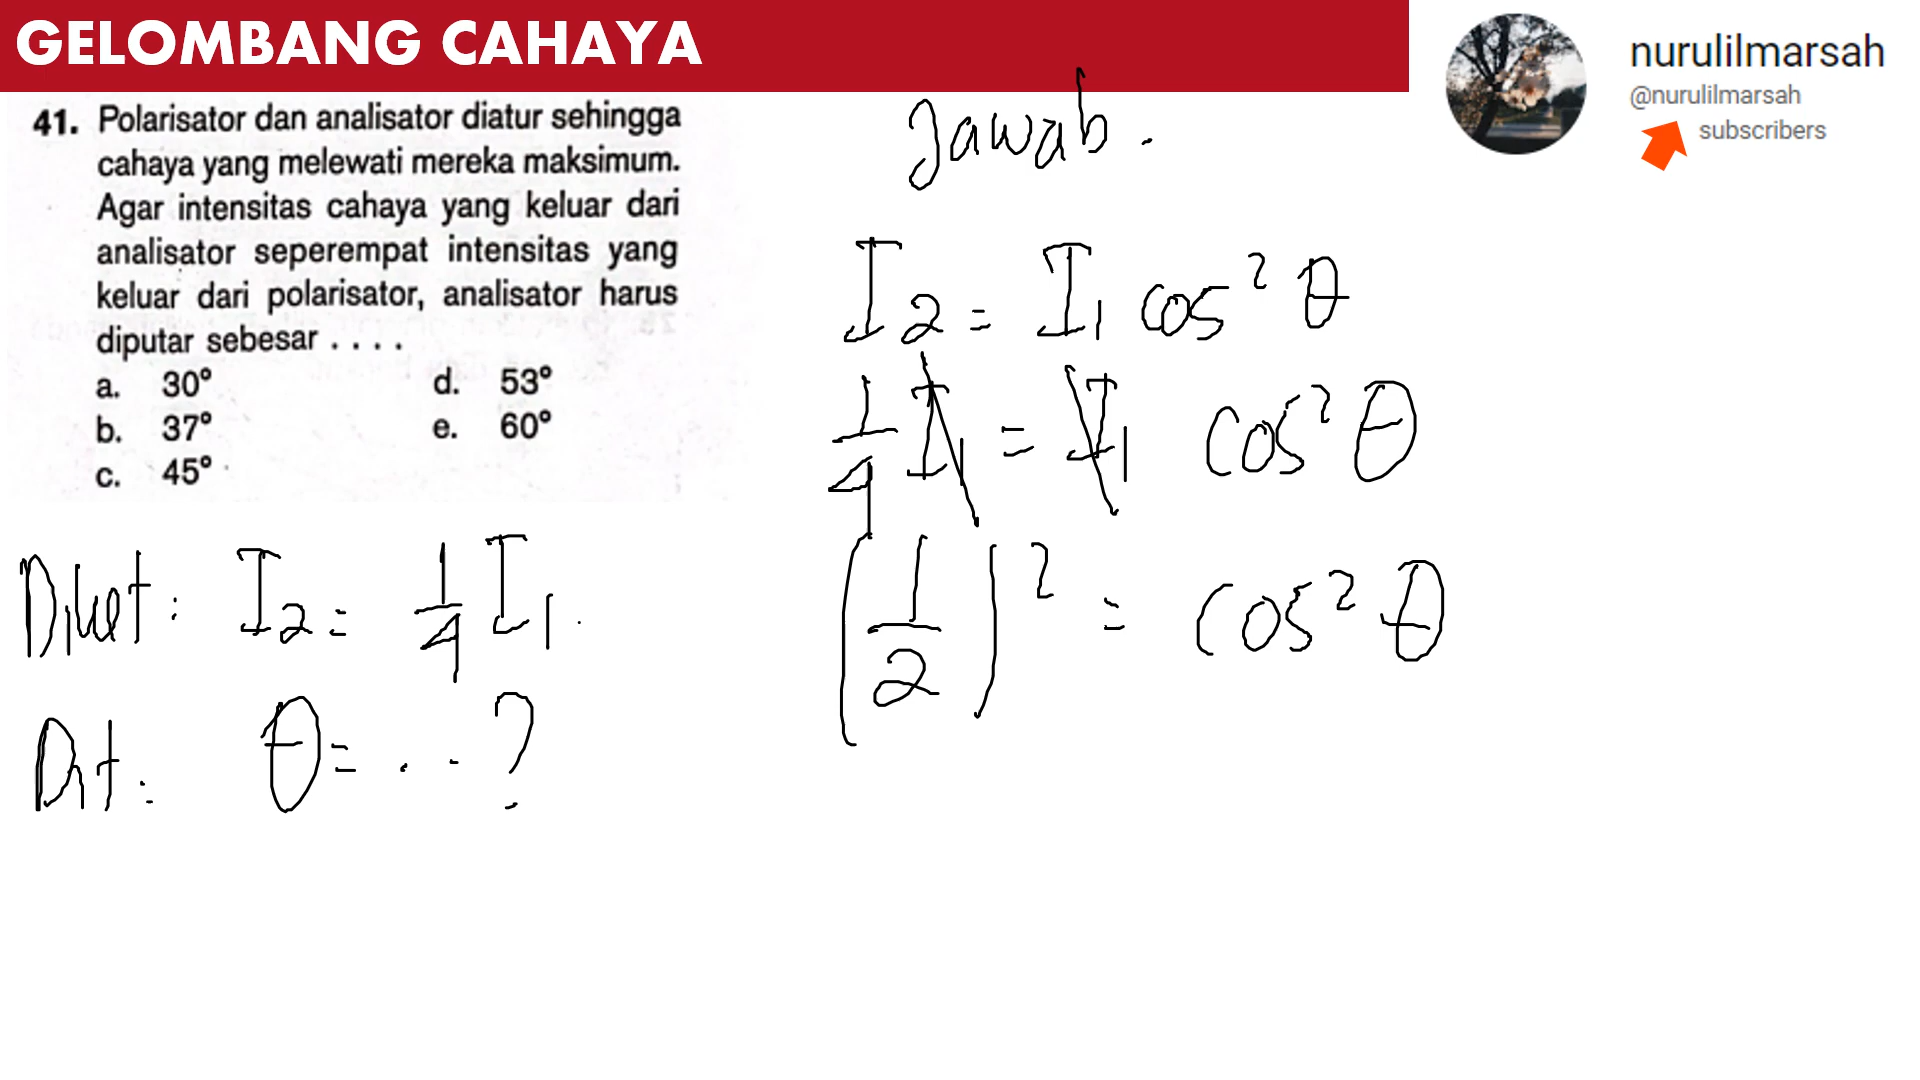 GELOMBANG CAHAYA
nurulilmarsah
@nurulilmarsah
subscribers
41. Polarisator dan analisator diatur sehingga
cahaya yang melewati mereka maksimum.
Agar intensitas cahaya yang keluar dari
analisator seperempat intensitas yang
keluar dari polarisator, analisator harus
diputar sebesar . . . .
a. 30° d. 53°
b. 37° e. 60°
c. 45°
Diket : I₂ = 1/4 I₁.
Dit : θ = . . . ?
Jawab .
I₂ = I₁ cos² θ
1/4 I₁ = I₁ cos² θ
(1/2)² = cos² θ